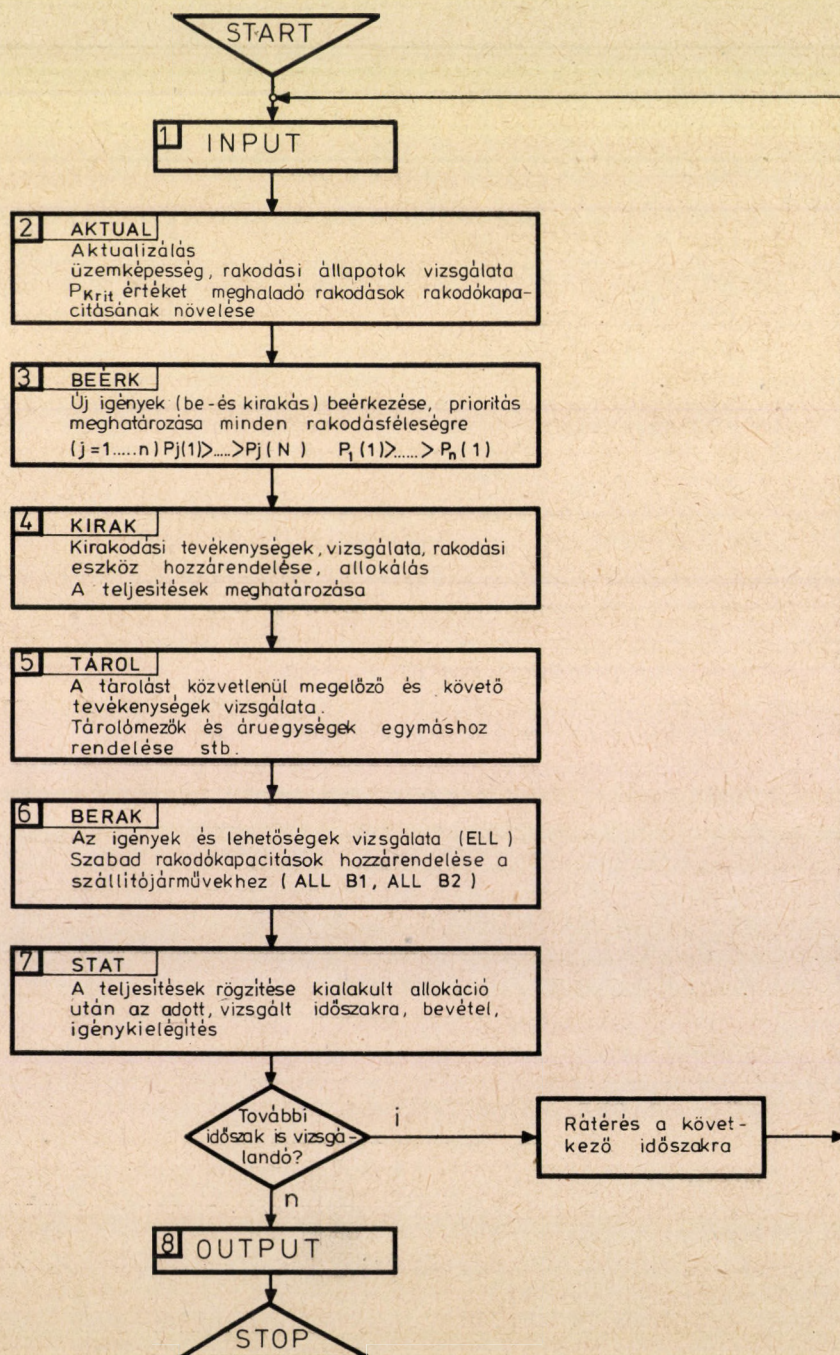 START
1 INPUT
2 AKTUAL
Aktualizálás
üzemképesség, rakodási állapotok vizsgálata
PKrit értéket meghaladó rakodások rakodókapa-
citásának növelése
3 BEÉRK
Új igények (be-és kirakás) beérkezése, prioritás
meghatározása minden rakodásféleségre
(j=1.....n) Pj(1)>.....>Pj(N) P1(1)>......>Pn(1)
4 KIRAK
Kirakodási tevékenységek, vizsgálata, rakodási
eszköz hozzárendelése, allokálás
A teljesitések meghatározása
5 TÁROL
A tárolást közvetlenül megelőző és követő
tevékenységek vizsgálata.
Tárolómezők és áruegységek egymáshoz
rendelése stb.
6 BERAK
Az igények és lehetőségek vizsgálata (ELL)
Szabad rakodókapacitások hozzárendelése a
szállitójárművekhez (ALL B1, ALL B2)
7 STAT
A teljesitések rögzitése kialakult allokáció
után az adott, vizsgált időszakra, bevétel,
igénykielégités
További
időszak is vizsgá-
landó?
i
Rátérés a követ-
kező időszakra
n
8 OUTPUT
STOP